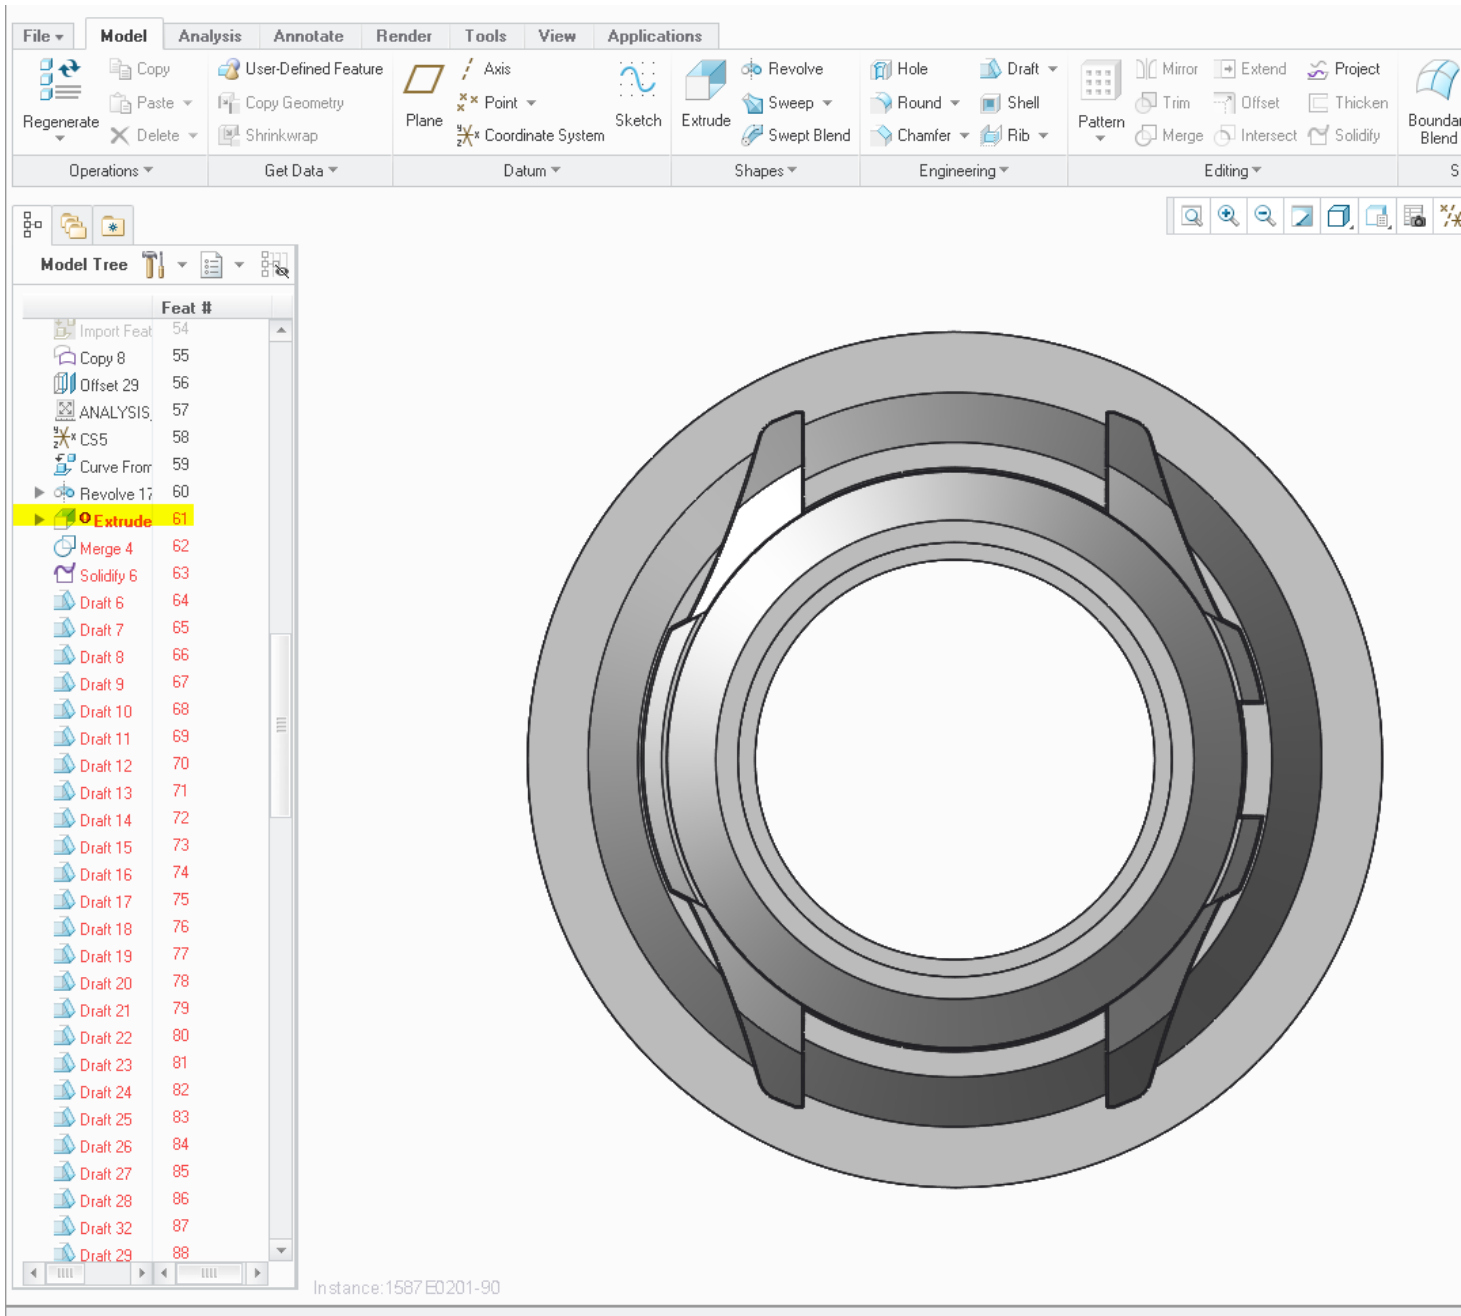 File Model Analysis Annotate Render Tools View Applications
Copy User-Defined Feature Axis Revolve Hole Draft Mirror Extend Project
Paste Copy Geometry Point Sweep Round Shell Trim Offset Thicken
Regenerate Plane Sketch Extrude Pattern Boundar
Delete Shrinkwrap Coordinate System Swept Blend Chamfer Rib Merge Intersect Solidify Blend
Operations Get Data Datum Shapes Engineering Editing S
Model Tree
Feat #
Import Feat 54
Copy 8 55
Offset 29 56
ANALYSIS_ 57
CS5 58
Curve From 59
Revolve 17 60
Extrude 61
Merge 4 62
Solidify 6 63
Draft 6 64
Draft 7 65
Draft 8 66
Draft 9 67
Draft 10 68
Draft 11 69
Draft 12 70
Draft 13 71
Draft 14 72
Draft 15 73
Draft 16 74
Draft 17 75
Draft 18 76
Draft 19 77
Draft 20 78
Draft 21 79
Draft 22 80
Draft 23 81
Draft 24 82
Draft 25 83
Draft 26 84
Draft 27 85
Draft 28 86
Draft 32 87
Draft 29 88
Instance:1587E0201-90